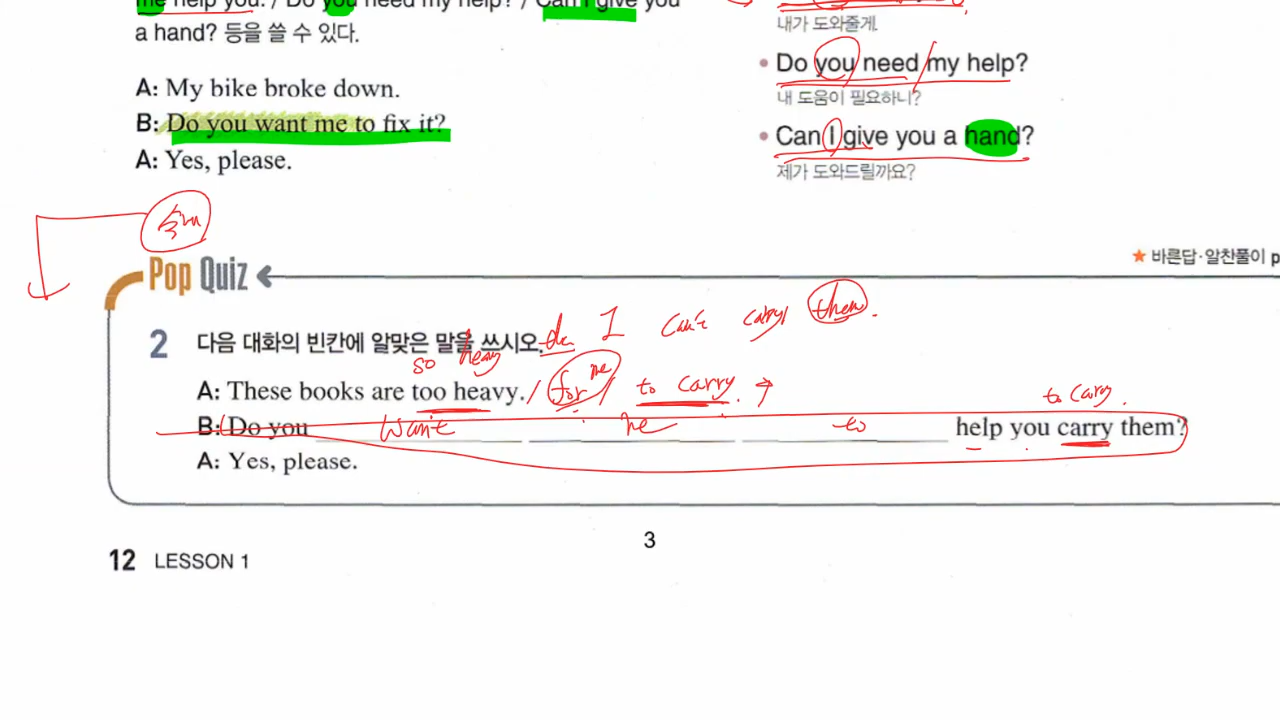 me help you. / Do you need my help? / Can I give you
a hand? 등을 쓸 수 있다.
A: My bike broke down.
B: Do you want me to fix it?
A: Yes, please.
내가 도와줄게.
Do you need my help?
내 도움이 필요하니?
Can I give you a hand?
제가 도와드릴까요?
Pop Quiz
★ 바른답·알찬풀이 p
I can't carry them.
2 다음 대화의 빈칸에 알맞은 말을 쓰시오.
so heavy
me
A: These books are too heavy. / for / to carry →
to carry.
B: Do you want me to help you carry them?
A: Yes, please.
3
12 LESSON 1